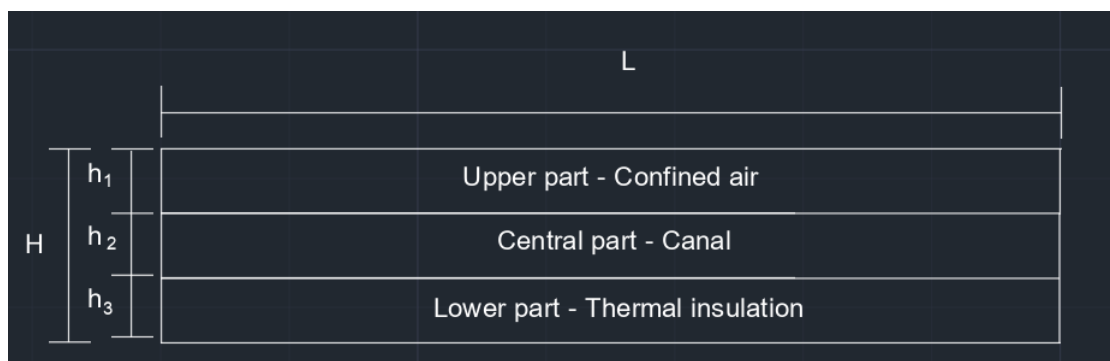 L
h₁
Upper part - Confined air
H
h₂
Central part - Canal
h₃
Lower part - Thermal insulation